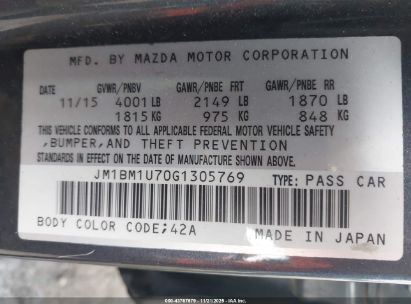 MFD. BY MAZDA MOTOR CORPORATION
GVWR/PNBV GAWR/PNBE FRT GAWR/PNBE RR
DATE 11/15 4001 LB 2149 LB 1870 LB
1815 KG 975 KG 848 KG
THIS VEHICLE CONFORMS TO ALL APPLICABLE FEDERAL MOTOR VEHICLE SAFETY
,BUMPER,AND THEFT PREVENTION
STANDARDS IN EFFECT ON THE DATE OF MANUFACTURE SHOWN ABOVE.
JM1BM1U70G1305769 TYPE: PASS CAR
BODY COLOR CODE;42A MADE IN JAPAN